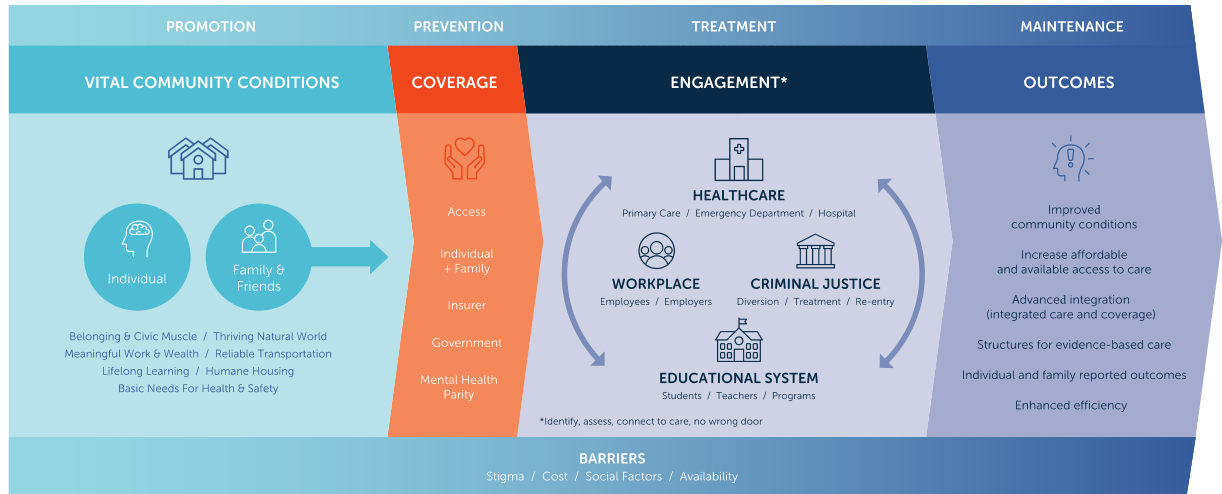 PROMOTION
PREVENTION
TREATMENT
MAINTENANCE
VITAL COMMUNITY CONDITIONS
COVERAGE
ENGAGEMENT*
OUTCOMES
Individual
Family &
Friends
Belonging & Civic Muscle / Thriving Natural World
Meaningful Work & Wealth / Reliable Transportation
Lifelong Learning / Humane Housing
Basic Needs For Health & Safety
Access
Individual
+ Family
Insurer
Government
Mental Health
Parity
HEALTHCARE
Primary Care / Emergency Department / Hospital
WORKPLACE
Employees / Employers
CRIMINAL JUSTICE
Diversion / Treatment / Re-entry
EDUCATIONAL SYSTEM
Students / Teachers / Programs
*Identify, assess, connect to care, no wrong door
Improved
community conditions
Increase affordable
and available access to care
Advanced integration
(integrated care and coverage)
Structures for evidence-based care
Individual and family reported outcomes
Enhanced efficiency
BARRIERS
Stigma / Cost / Social Factors / Availability